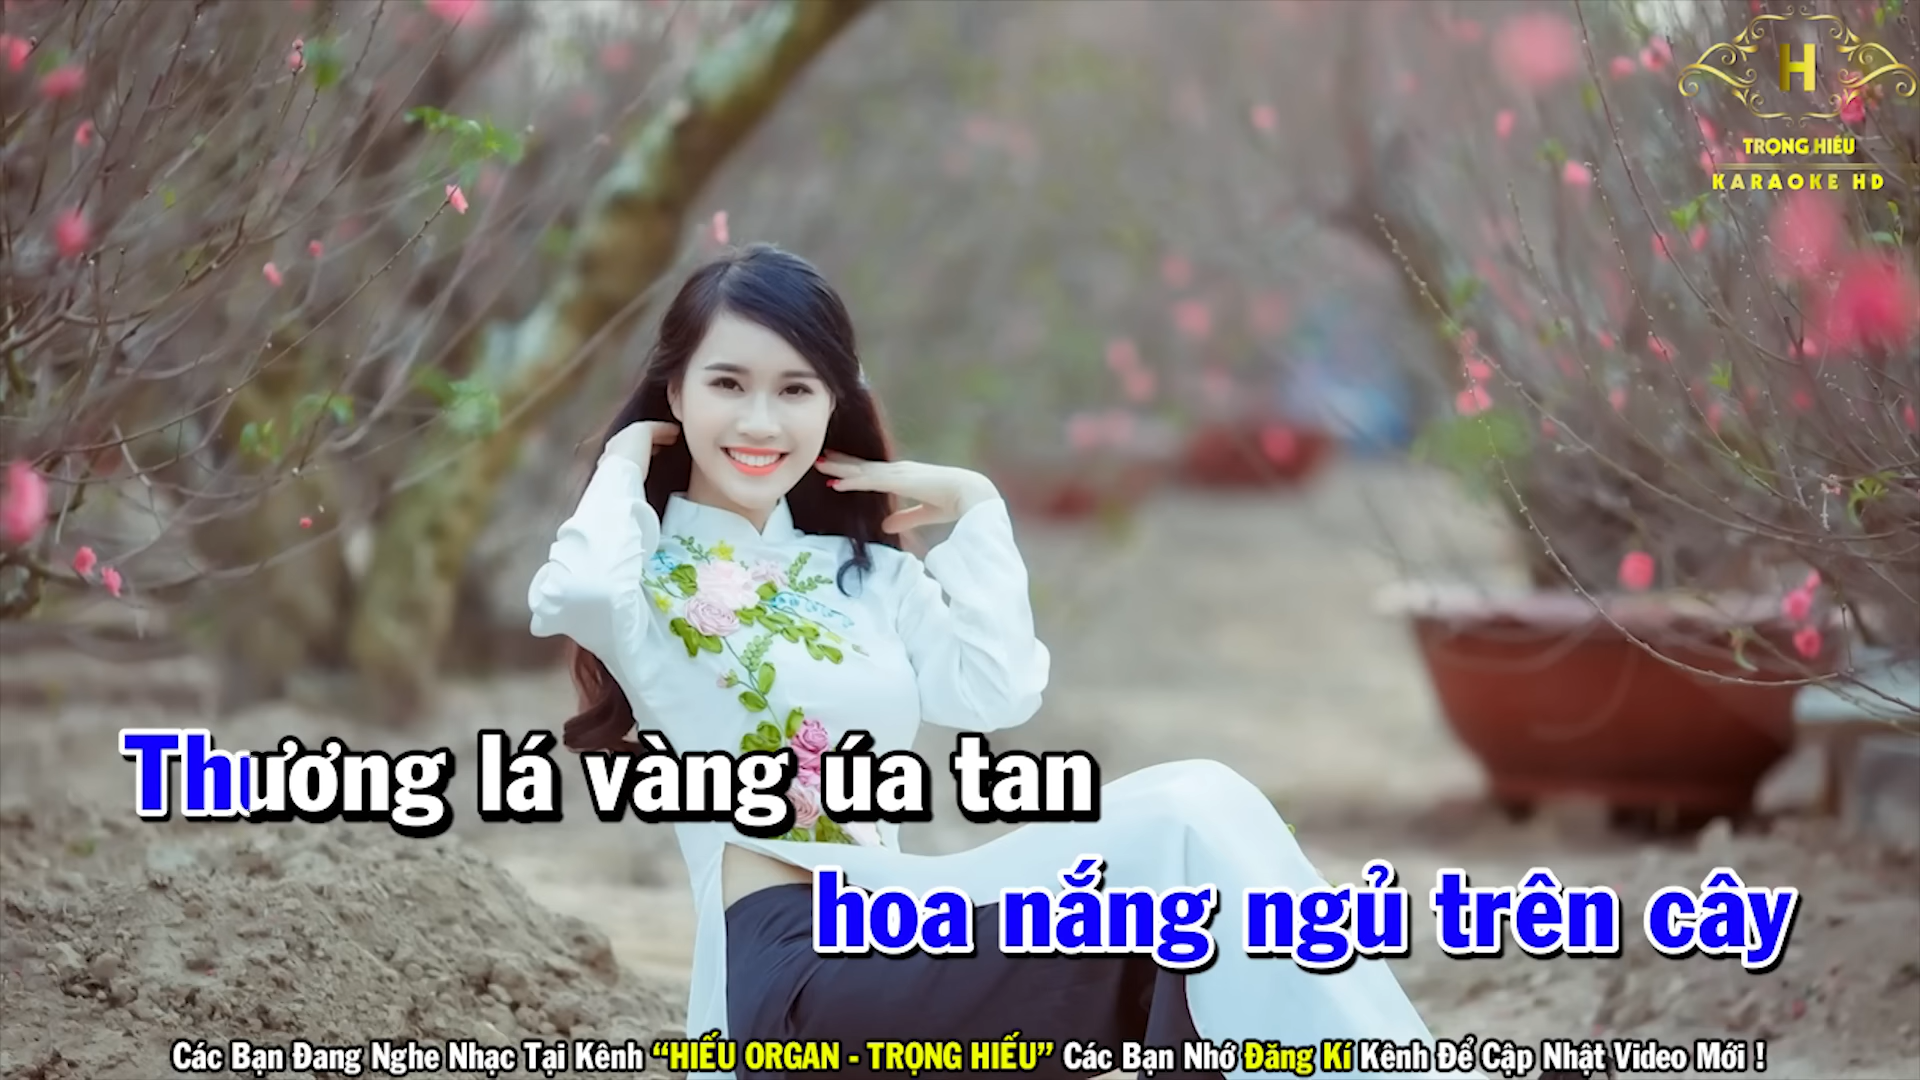 H
TRỌNG HIẾU
KARAOKE HD
Thương lá vàng úa tan
hoa nắng ngủ trên cây
Các Bạn Đang Nghe Nhạc Tại Kênh “HIẾU ORGAN - TRỌNG HIẾU” Các Bạn Nhớ Đăng Kí Kênh Để Cập Nhật Video Mới !